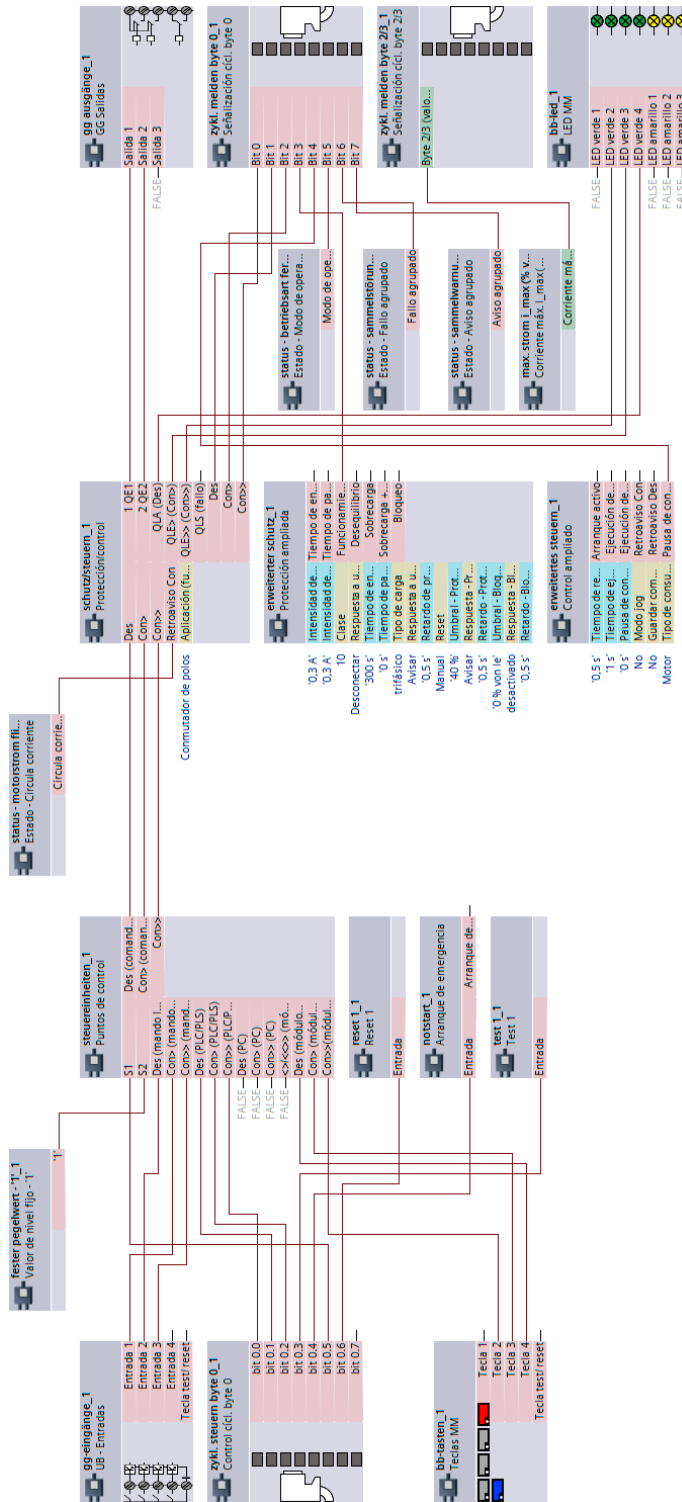 fester pegelwert - '1'_1
Valor de nivel fijo - '1'
'1'
status - motorstrom fli...
Estado - Circula corriente
Circula corrie...
gg-eingänge_1
UB - Entradas
Entrada 1
Entrada 2
Entrada 3
Entrada 4
Tecla test/ reset
zykl. steuern byte 0_1
Control cícl. byte 0
bit 0.0
bit 0.1
bit 0.2
bit 0.3
bit 0.4
bit 0.5
bit 0.6
bit 0.7
bb-tasten_1
Teclas MM
Tecla 1
Tecla 2
Tecla 3
Tecla 4
Tecla test/ reset
steuereinheiten_1
Puntos de control
S1 Des (comand...
S2 Con> (coman...
Des (mando l... Con>>
Con> (mando...
Con>> (mand...
Des (PLC/PLS)
Con> (PLC/PLS)
Con>> (PLC/P...
FALSE Des (PC)
FALSE Con> (PC)
FALSE Con>> (PC)
FALSE <>/<<>> (mó...
Des (módulo...
Con> (módul...
Con>>(módul...
reset 1_1
Reset 1
Entrada
notstart_1
Arranque de emergencia
Entrada Arranque de...
test 1_1
Test 1
Entrada
schutz/steuern_1
Protección/control
Des 1 QE1
Con> 2 QE2
Con>> QLA (Des)
Retroaviso Con QLE> (Con>)
Conmutador de polos Aplicación (fu... QLE>> (Con>>)
QLS (fallo)
Des
Con>
Con>>
erweiterter schutz_1
Protección ampliada
'0,3 A' Intensidad de... Tiempo de en...
'0,3 A' Intensidad de... Tiempo de pa...
10 Clase Funcionamie...
Desconectar Respuesta a u... Desequilibrio
'300 s' Tiempo de en... Sobrecarga
'0 s' Tiempo de pa... Sobrecarga +...
trifásico Tipo de carga Bloqueo
Avisar Respuesta a u...
'0,5 s' Retardo de pr...
Manual Reset
'40 %' Umbral - Prot...
Avisar Respuesta - Pr...
'0,5 s' Retardo - Prot...
'0 % von Ie' Umbral - Bloq...
desactivado Respuesta - Bl...
'0,5 s' Retardo - Blo...
erweitertes steuern_1
Control ampliado
'0,5 s' Tiempo de re... Arranque activo
'1 s' Tiempo de ej... Ejecución de...
'0 s' Pausa de con... Ejecución de...
No Modo jog Retroaviso Con
No Guardar com... Retroaviso Des
Motor Tipo de consu... Pausa de con...
status - betriebsart fer...
Estado - Modo de opera...
Modo de ope...
status - sammelstörun...
Estado - Fallo agrupado
Fallo agrupado
status - sammelwarnu...
Estado - Aviso agrupado
Aviso agrupado
max. strom i_max (% v...
Corriente máx. I_max(...
Corriente má...
gg ausgänge_1
GG Salidas
Salida 1
Salida 2
FALSE Salida 3
zykl. melden byte 0_1
Señalización cícl. byte 0
Bit 0
Bit 1
Bit 2
Bit 3
Bit 4
Bit 5
Bit 6
Bit 7
zykl. melden byte 2/3_1
Señalización cícl. byte 2/3
Byte 2/3 (valo...
bb-led_1
LED MM
FALSE LED verde 1
LED verde 2
LED verde 3
LED verde 4
FALSE LED amarillo 1
FALSE LED amarillo 2
FALSE LED amarillo 3